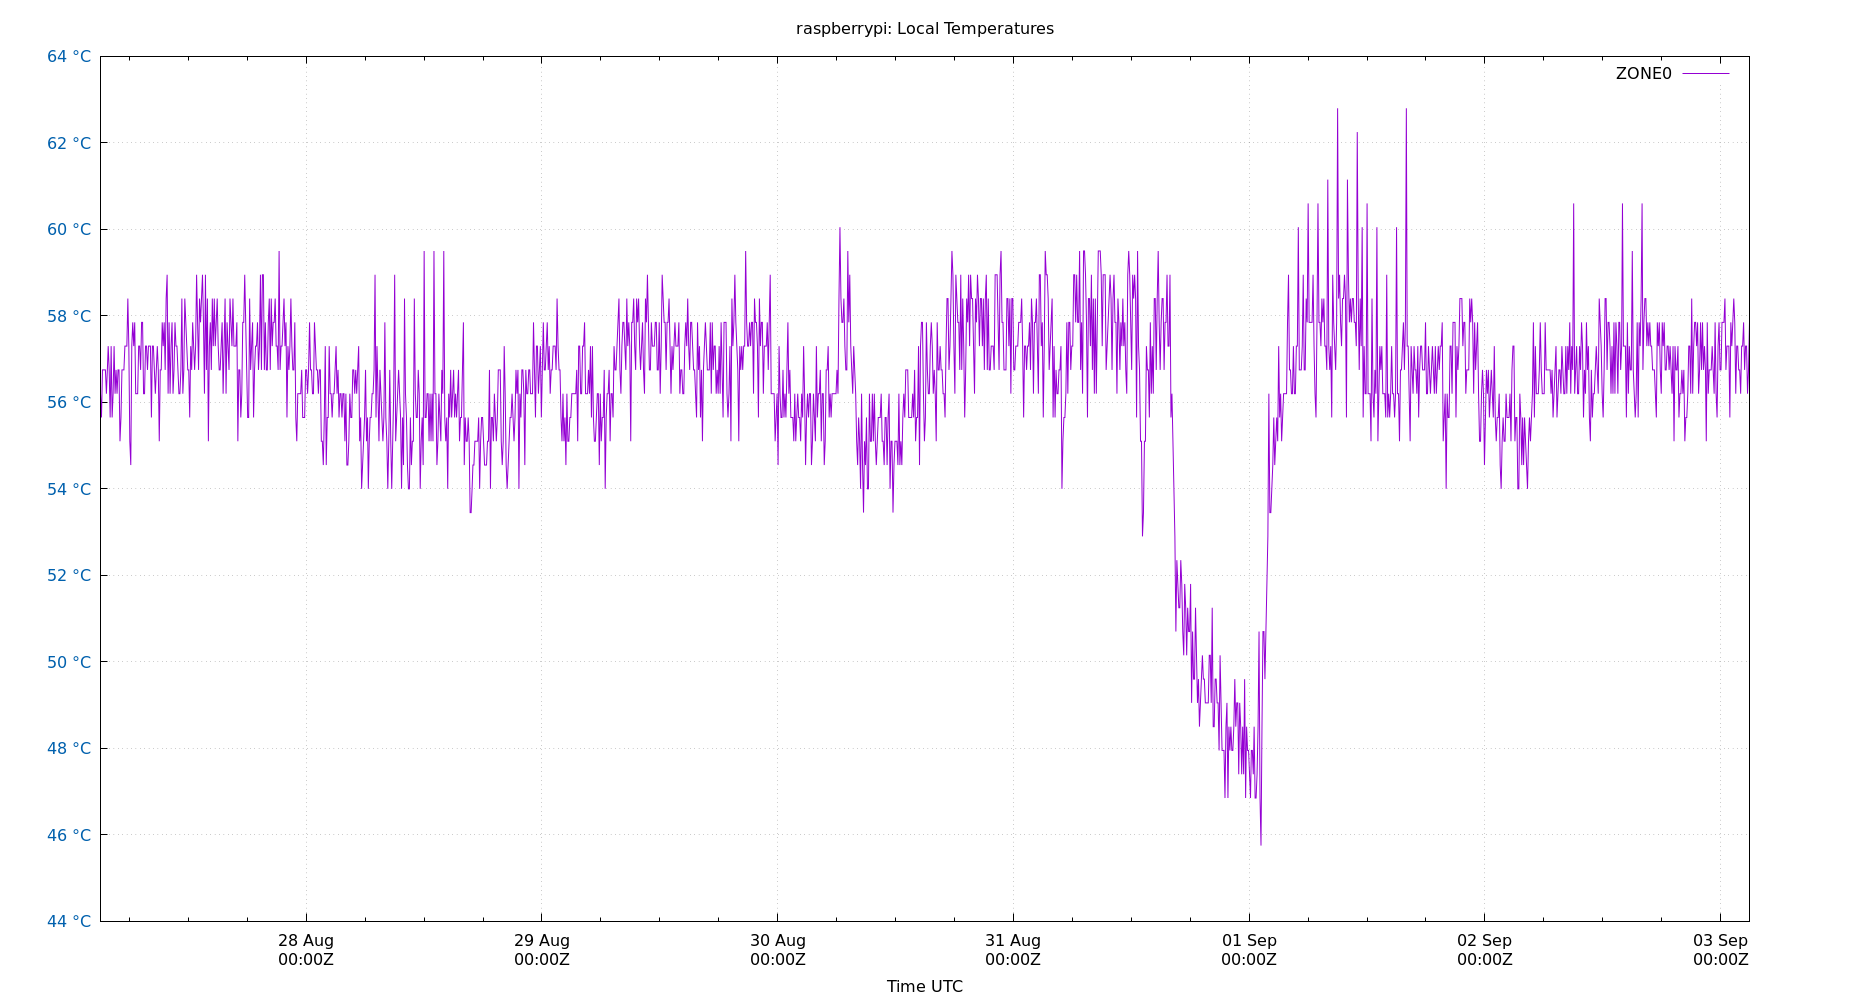 raspberrypi: Local Temperatures
ZONE0
64 °C
62 °C
60 °C
58 °C
56 °C
54 °C
52 °C
50 °C
48 °C
46 °C
44 °C
28 Aug
00:00Z
29 Aug
00:00Z
30 Aug
00:00Z
31 Aug
00:00Z
01 Sep
00:00Z
02 Sep
00:00Z
03 Sep
00:00Z
Time UTC